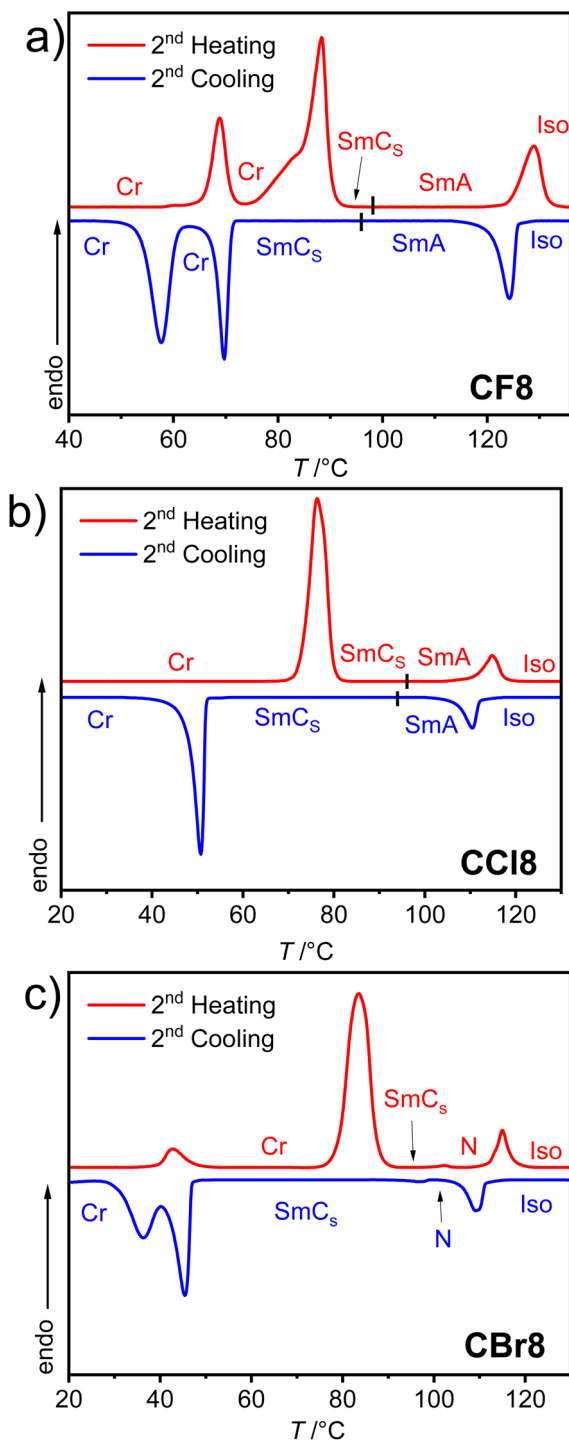 a)
2nd Heating
2nd Cooling
Iso
SmCS
Cr
Cr
SmA
Cr
Cr
SmCS
SmA
Iso
endo
CF8
40 60 80 100 120
T /°C
b)
2nd Heating
2nd Cooling
Cr
SmCS
SmA
Iso
Cr
SmCS
SmA
Iso
endo
CCl8
20 40 60 80 100 120
T /°C
c)
2nd Heating
2nd Cooling
SmCs
Cr
N
Iso
Cr
SmCs
N
Iso
endo
CBr8
20 40 60 80 100 120
T /°C